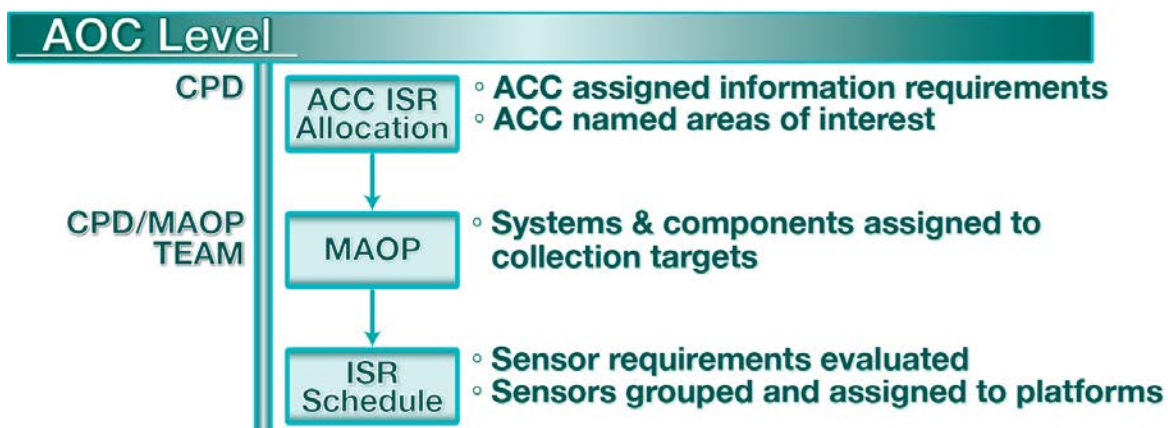 AOC Level
CPD
ACC ISR
Allocation
◦ ACC assigned information requirements
◦ ACC named areas of interest
CPD/MAOP
TEAM
MAOP
◦ Systems & components assigned to
collection targets
ISR
Schedule
◦ Sensor requirements evaluated
◦ Sensors grouped and assigned to platforms